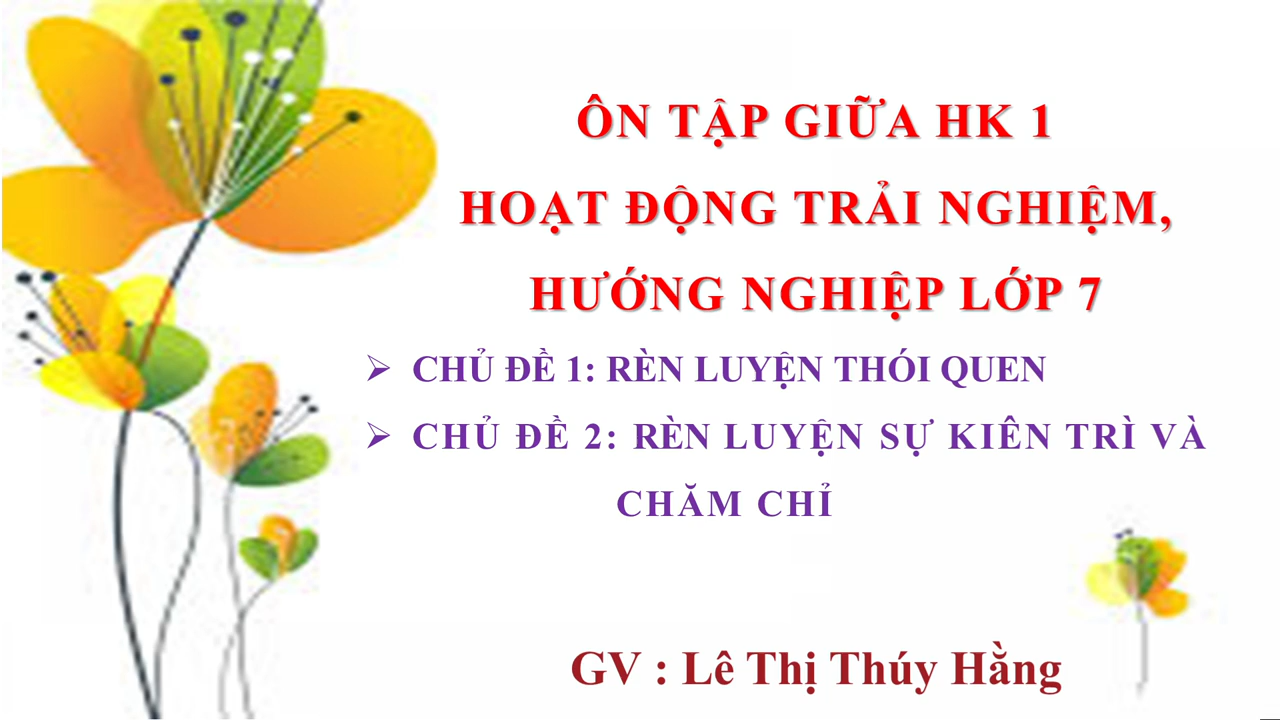 ÔN TẬP GIỮA HK 1
HOẠT ĐỘNG TRẢI NGHIỆM,
HƯỚNG NGHIỆP LỚP 7
➢ CHỦ ĐỀ 1: RÈN LUYỆN THÓI QUEN
➢ CHỦ ĐỀ 2: RÈN LUYỆN SỰ KIÊN TRÌ VÀ
CHĂM CHỈ
GV : Lê Thị Thúy Hằng